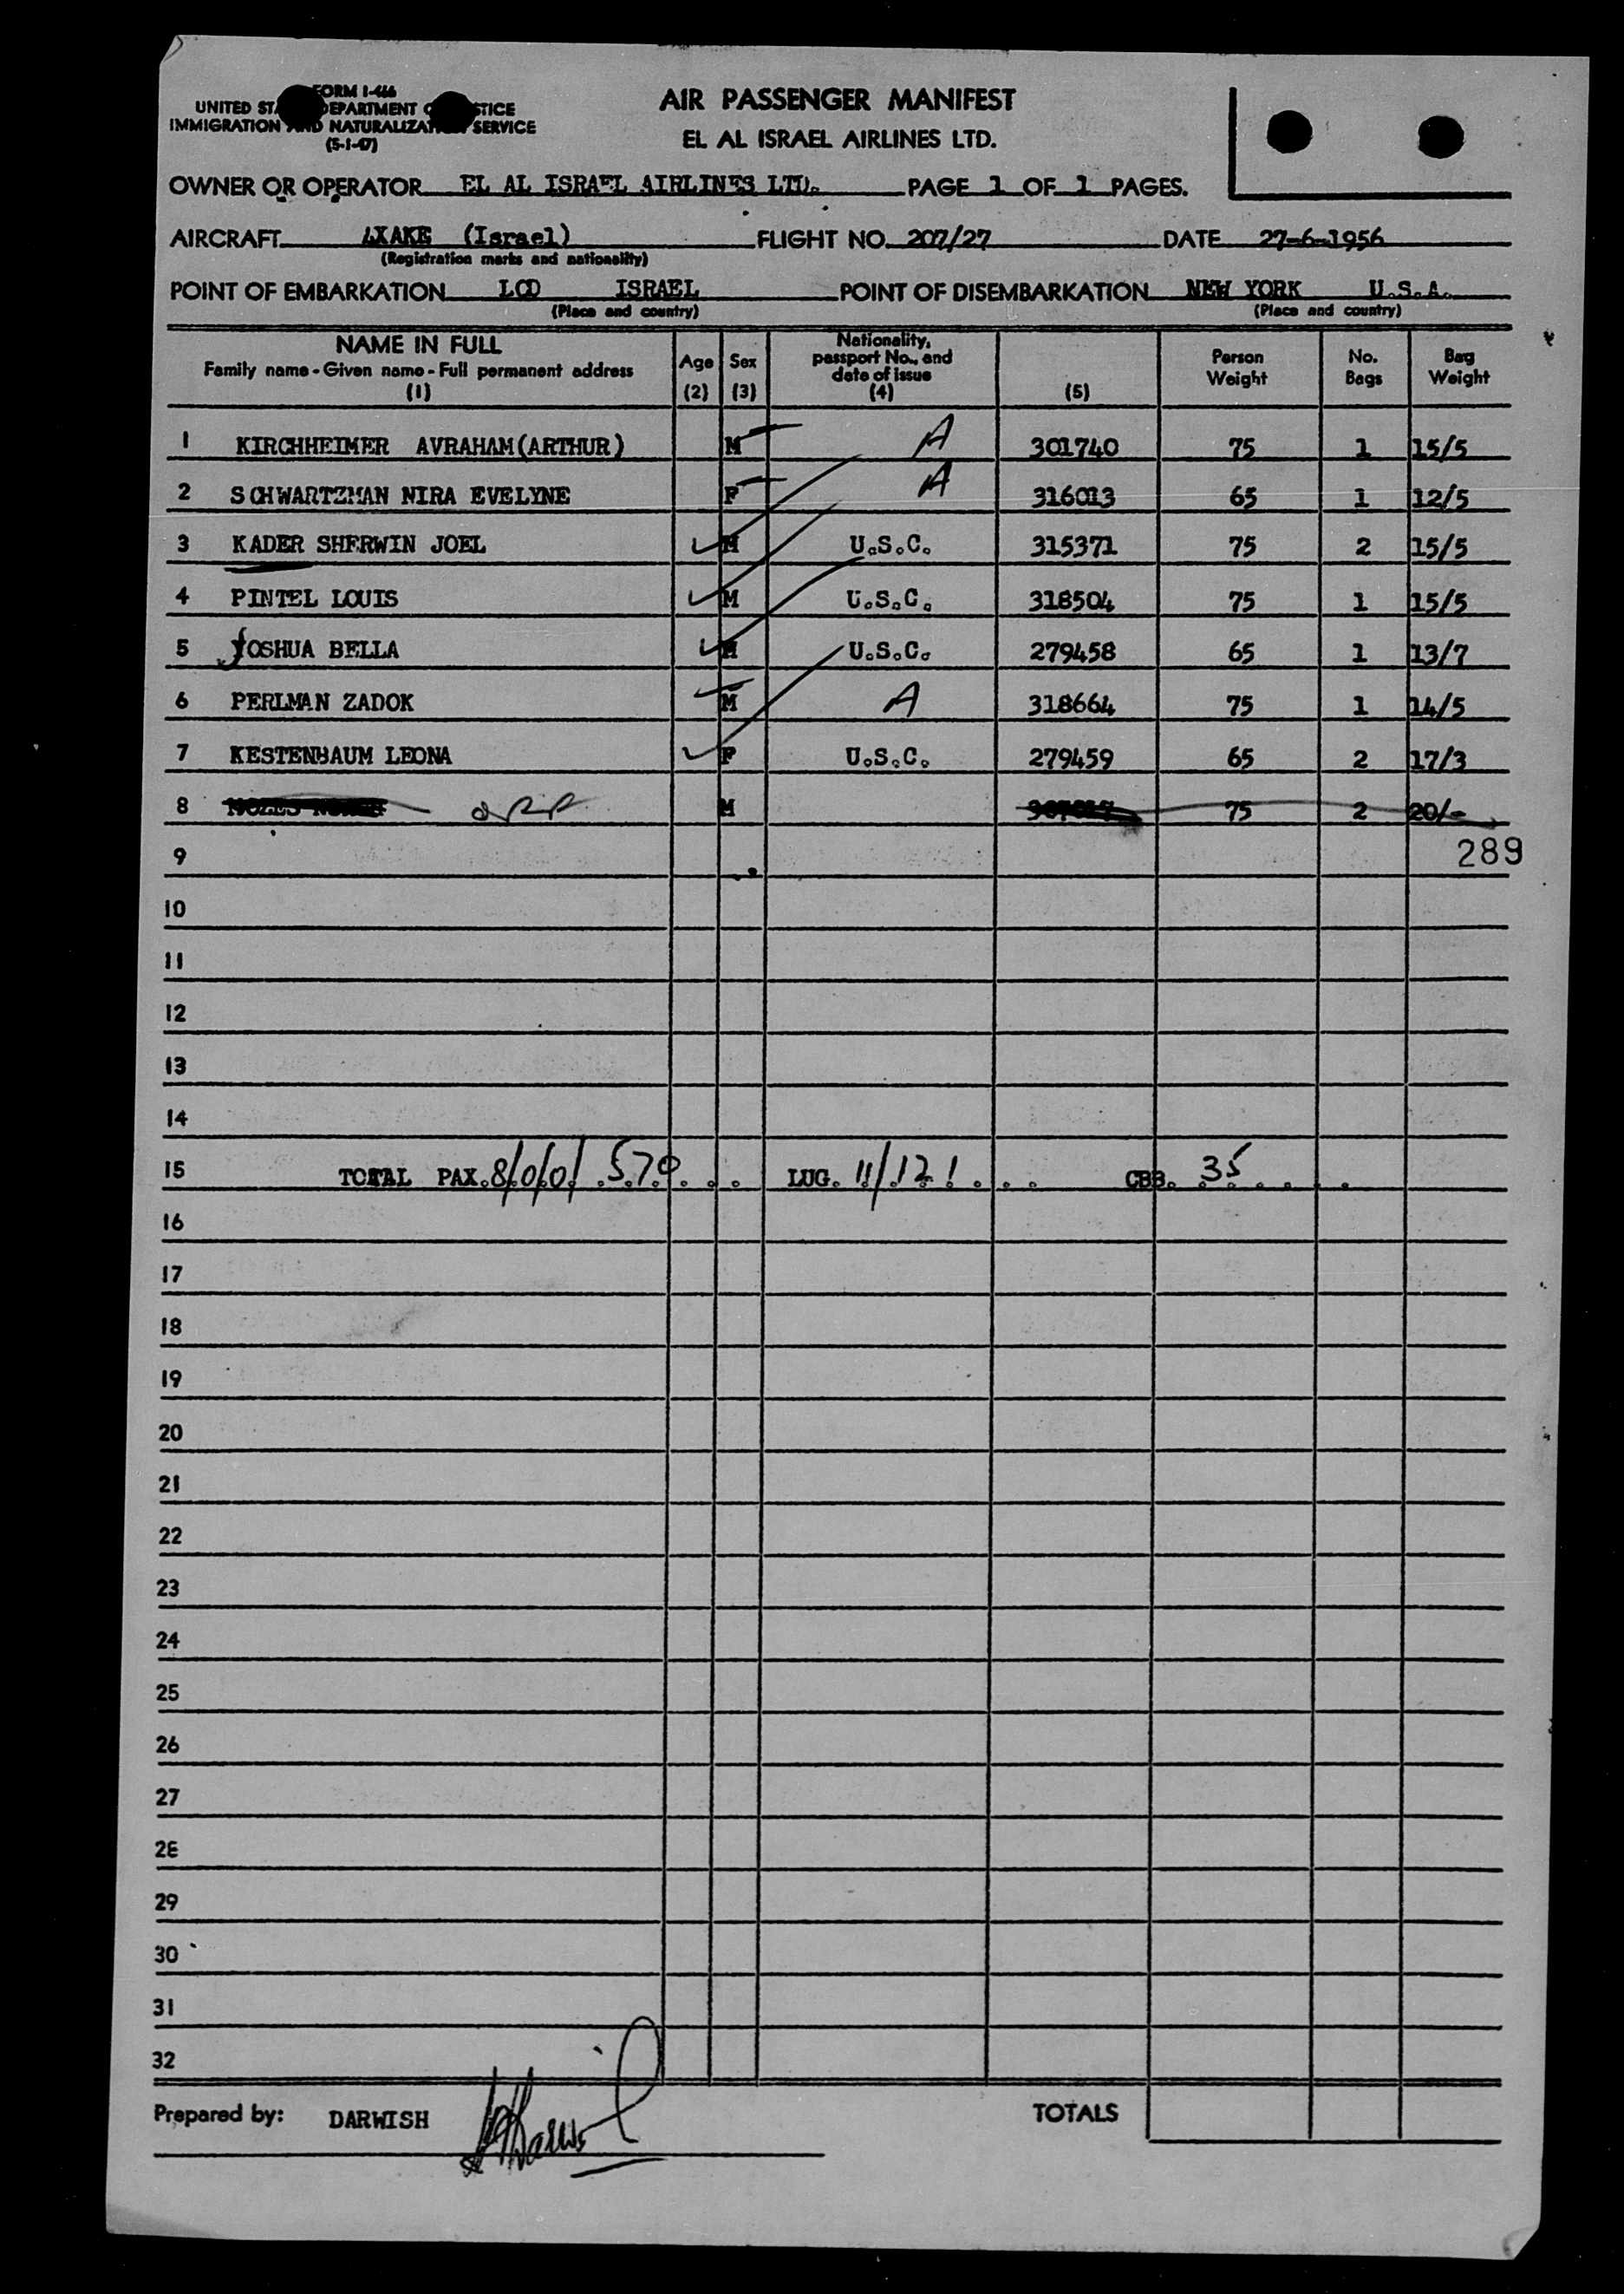 FORM I-466
UNITED ST DEPARTMENT STICE
IMMIGRATION AND NATURALIZAT SERVICE
(5-1-47)
AIR PASSENGER MANIFEST
EL AL ISRAEL AIRLINES LTD.
OWNER OR OPERATOR EL AL ISRAEL AIRLINES LTD. PAGE 1 OF 1 PAGES.
AIRCRAFT 4XAKE (Israel) FLIGHT NO. 207/27 DATE 27-6-1956
(Registration marks and nationality)
POINT OF EMBARKATION LCD ISRAEL POINT OF DISEMBARKATION NEW YORK U.S.A.
(Place and country) (Place and country)
NAME IN FULL
Family name - Given name - Full permanent address
(1)
Age
(2)
Sex
(3)
Nationality,
passport No., and
date of issue
(4)
(5)
Person
Weight
No.
Bags
Bag
Weight
1 KIRCHHEIMER AVRAHAM(ARTHUR) M A 301740 75 1 15/5
2 SCHWARTZMAN NIRA EVELYNE F A 316013 65 1 12/5
3 KADER SHERWIN JOEL M U.S.C. 315371 75 2 15/5
4 PINTEL LOUIS M U.S.C. 318504 75 1 15/5
5 JOSHUA BELLA U.S.C. 279458 65 1 13/7
6 PERLMAN ZADOK M A 318664 75 1 14/5
7 KESTENBAUM LEONA F U.S.C. 279459 65 2 17/3
8 M 75 2 20/-
289
9
10
11
12
13
14
15 TOTAL PAX. 8/0/0/ 570 LUG. 11/121 CBB. 35
16
17
18
19
20
21
22
23
24
25
26
27
28
29
30
31
32
Prepared by: DARWISH
TOTALS